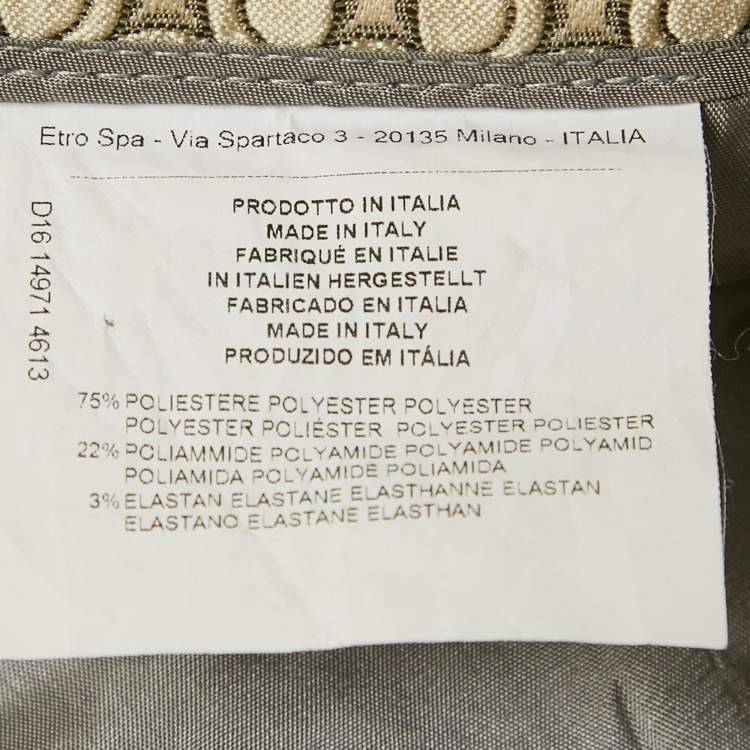 Etro Spa - Via Spartaco 3 - 20135 Milano - ITALIA
D16 14971 4613
PRODOTTO IN ITALIA
MADE IN ITALY
FABRIQUÉ EN ITALIE
IN ITALIEN HERGESTELLT
FABRICADO EN ITALIA
MADE IN ITALY
PRODUZIDO EM ITÁLIA
75% POLIESTERE POLYESTER POLYESTER
POLYESTER POLIÉSTER POLYESTER POLIESTER
22% POLIAMMIDE POLYAMIDE POLYAMIDE POLYAMID
POLIAMIDA POLYAMIDE POLIAMIDA
3% ELASTAN ELASTANE ELASTHANNE ELASTAN
ELASTANO ELASTANE ELASTHAN